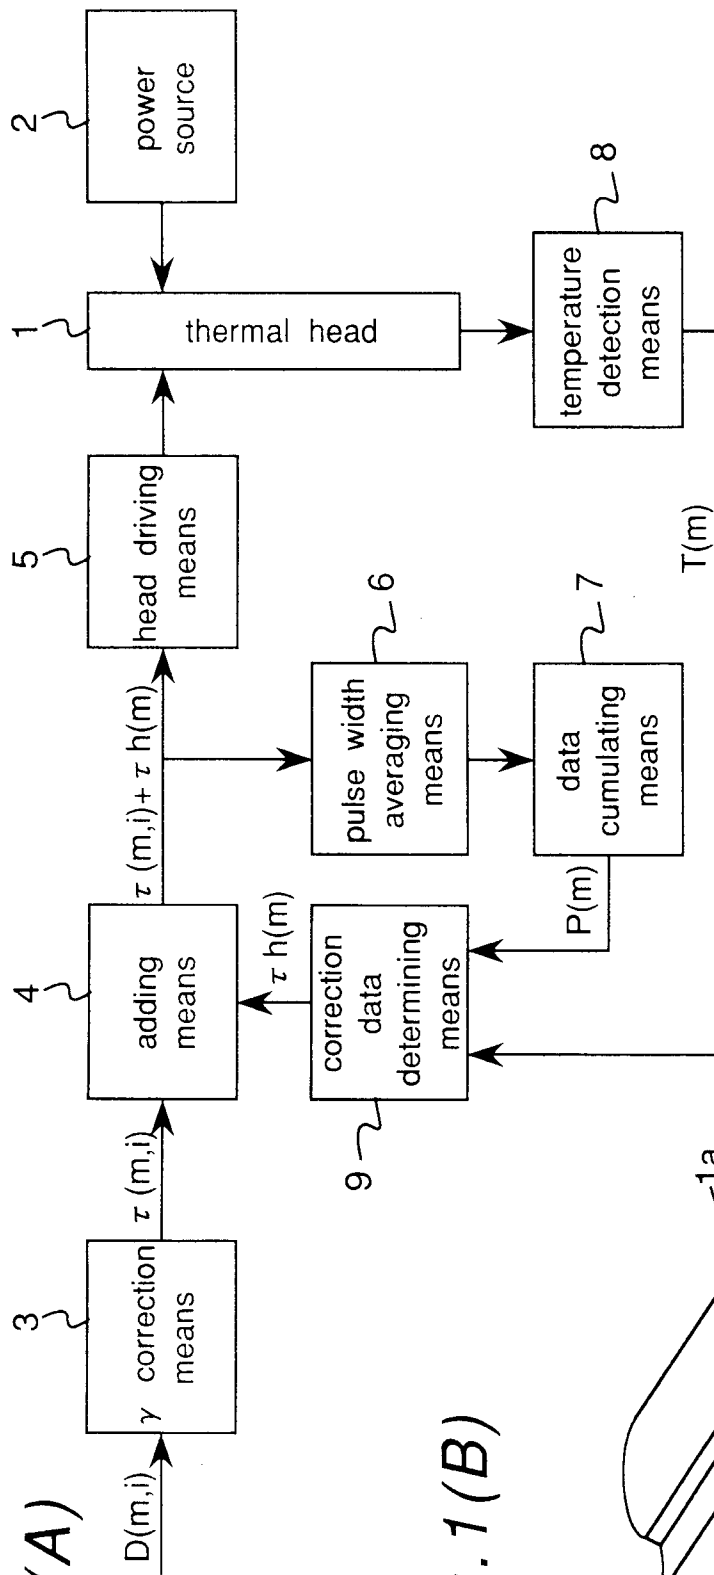 (A)
D(m,i)
3
γ correction
means
τ (m,i)
4
adding
means
τ (m,i)+ τ h(m)
5
head driving
means
1
thermal head
2
power
source
9
correction
data
determining
means
τ h(m)
6
pulse width
averaging
means
7
data
cumulating
means
P(m)
8
temperature
detection
means
T(m)
.1(B)
1a